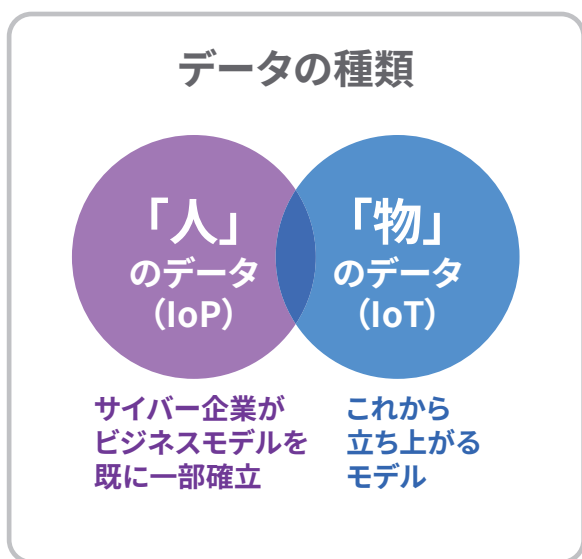 データの種類
「人」
のデータ
（IoP）
「物」
のデータ
（IoT）
サイバー企業が
ビジネスモデルを
既に一部確立
これから
立ち上がる
モデル